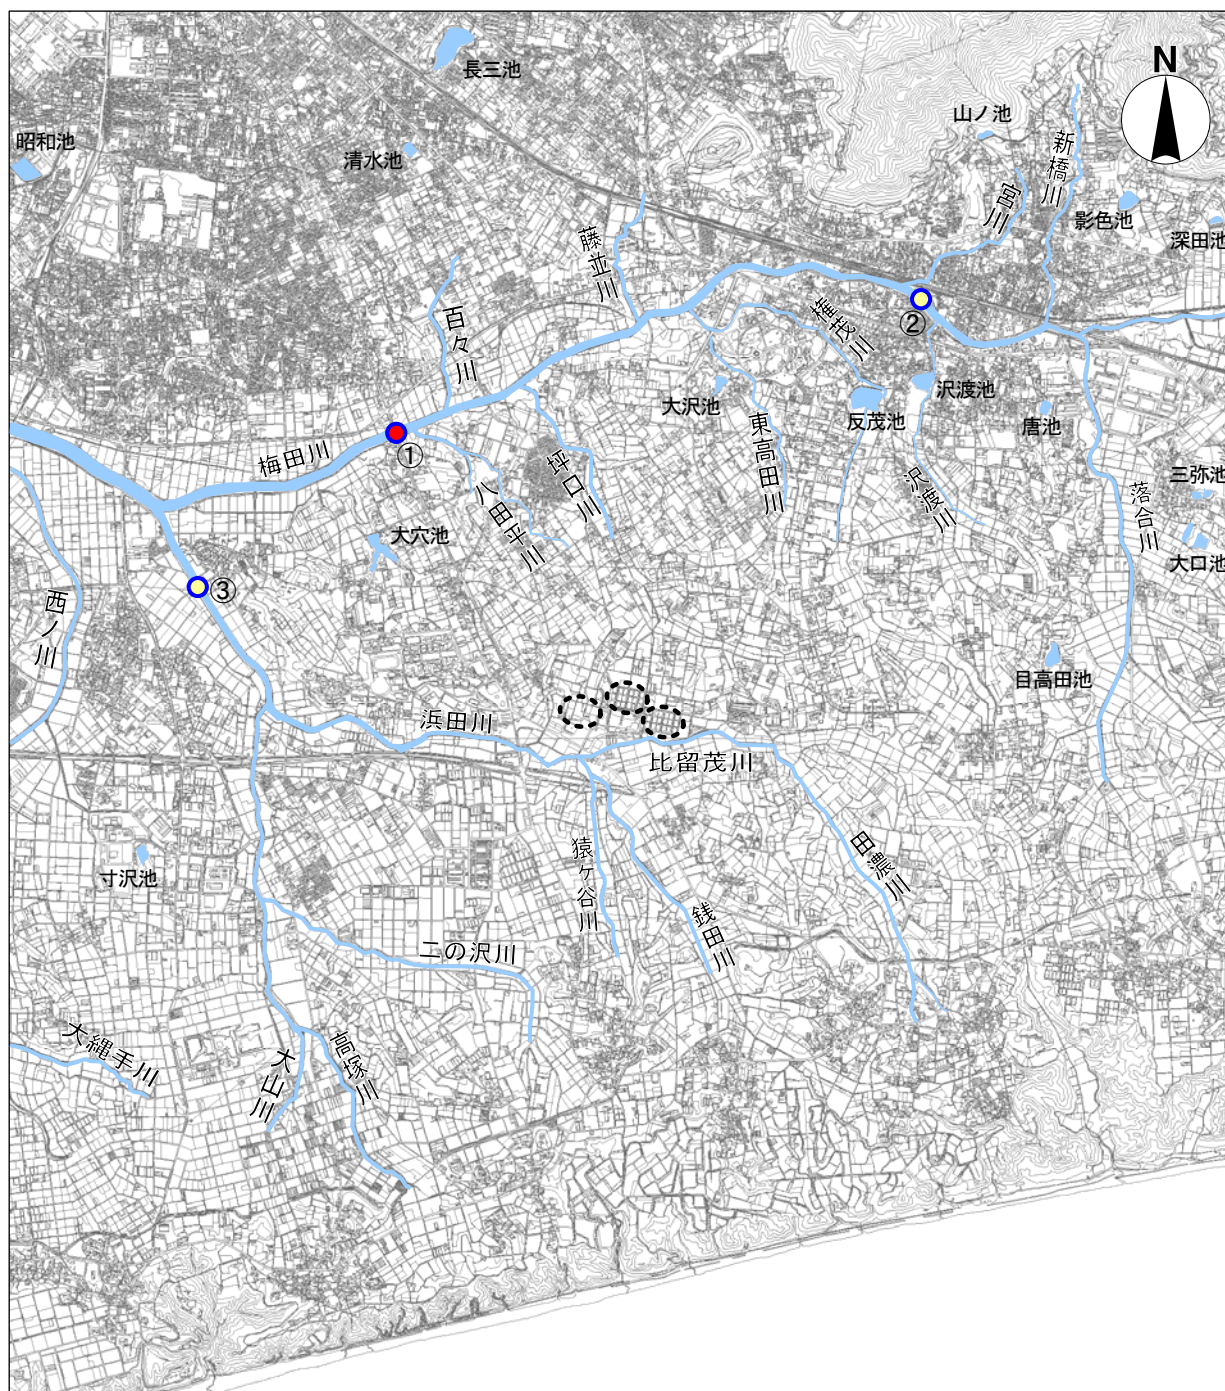 長三池
N
山ノ池
昭和池
清水池
新橋川
宮川
影色池
深田池
藤並川
百々川
権茂川
②
大沢池
反茂池
沢渡池
唐池
東高田川
梅田川
①
坪口川
八田平川
沢渡川
三弥池
落合川
大穴池
大口池
③
西ノ川
目高田池
浜田川
比留茂川
寸沢池
猿ヶ谷川
田濃川
銭田川
二の沢川
大縄手川
大山川
高塚川